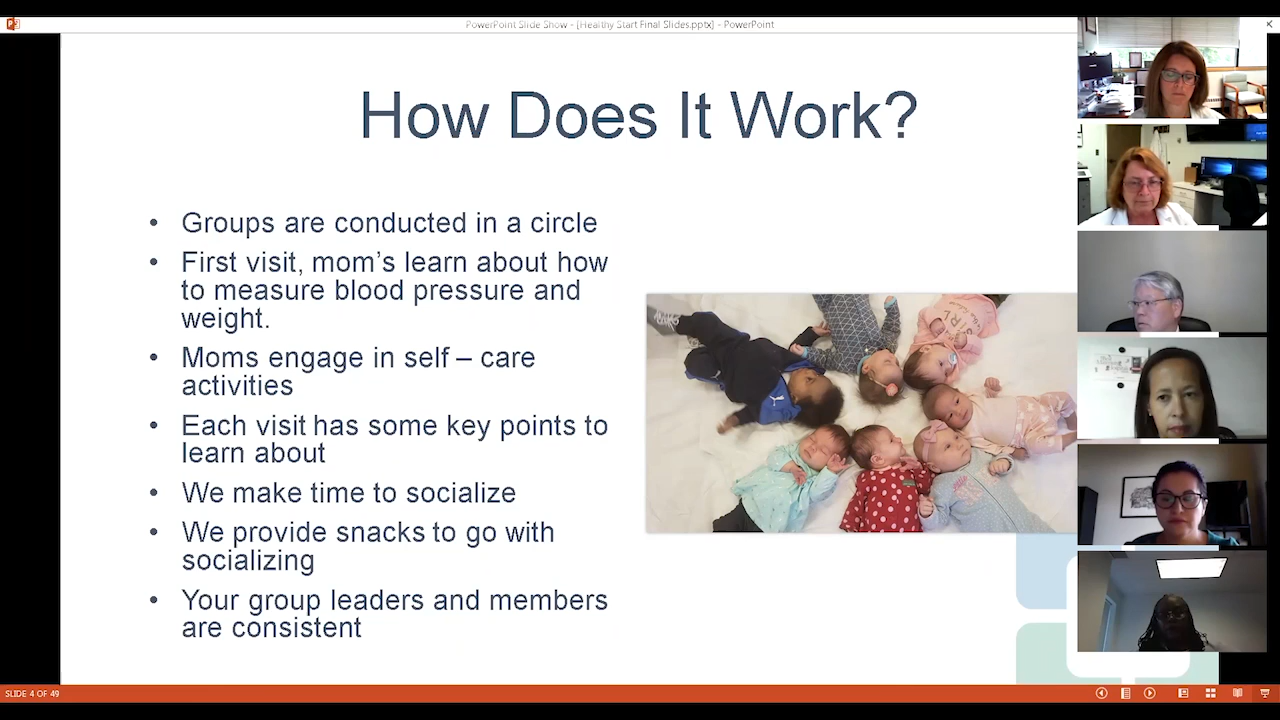 PowerPoint Slide Show - [Healthy Start Final Slides.pptx] - PowerPoint
How Does It Work?
• Groups are conducted in a circle
• First visit, mom’s learn about how
to measure blood pressure and
weight.
• Moms engage in self – care
activities
• Each visit has some key points to
learn about
• We make time to socialize
• We provide snacks to go with
socializing
• Your group leaders and members
are consistent
SLIDE 4 OF 49